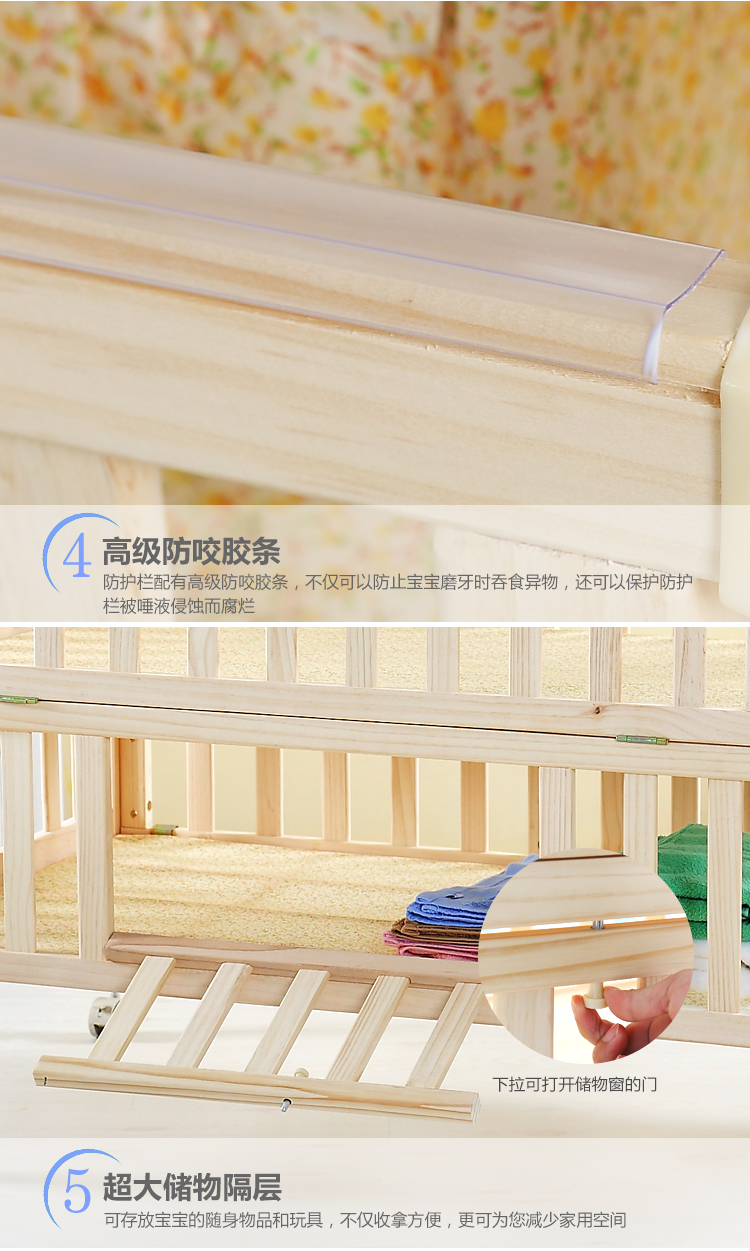 4 高级防咬胶条
防护栏配有高级防咬胶条，不仅可以防止宝宝磨牙时吞食异物，还可以保护防护
栏被唾液侵蚀而腐烂
下拉可打开储物窗的门
5 超大储物隔层
可存放宝宝的随身物品和玩具，不仅收拿方便，更可为您减少家用空间